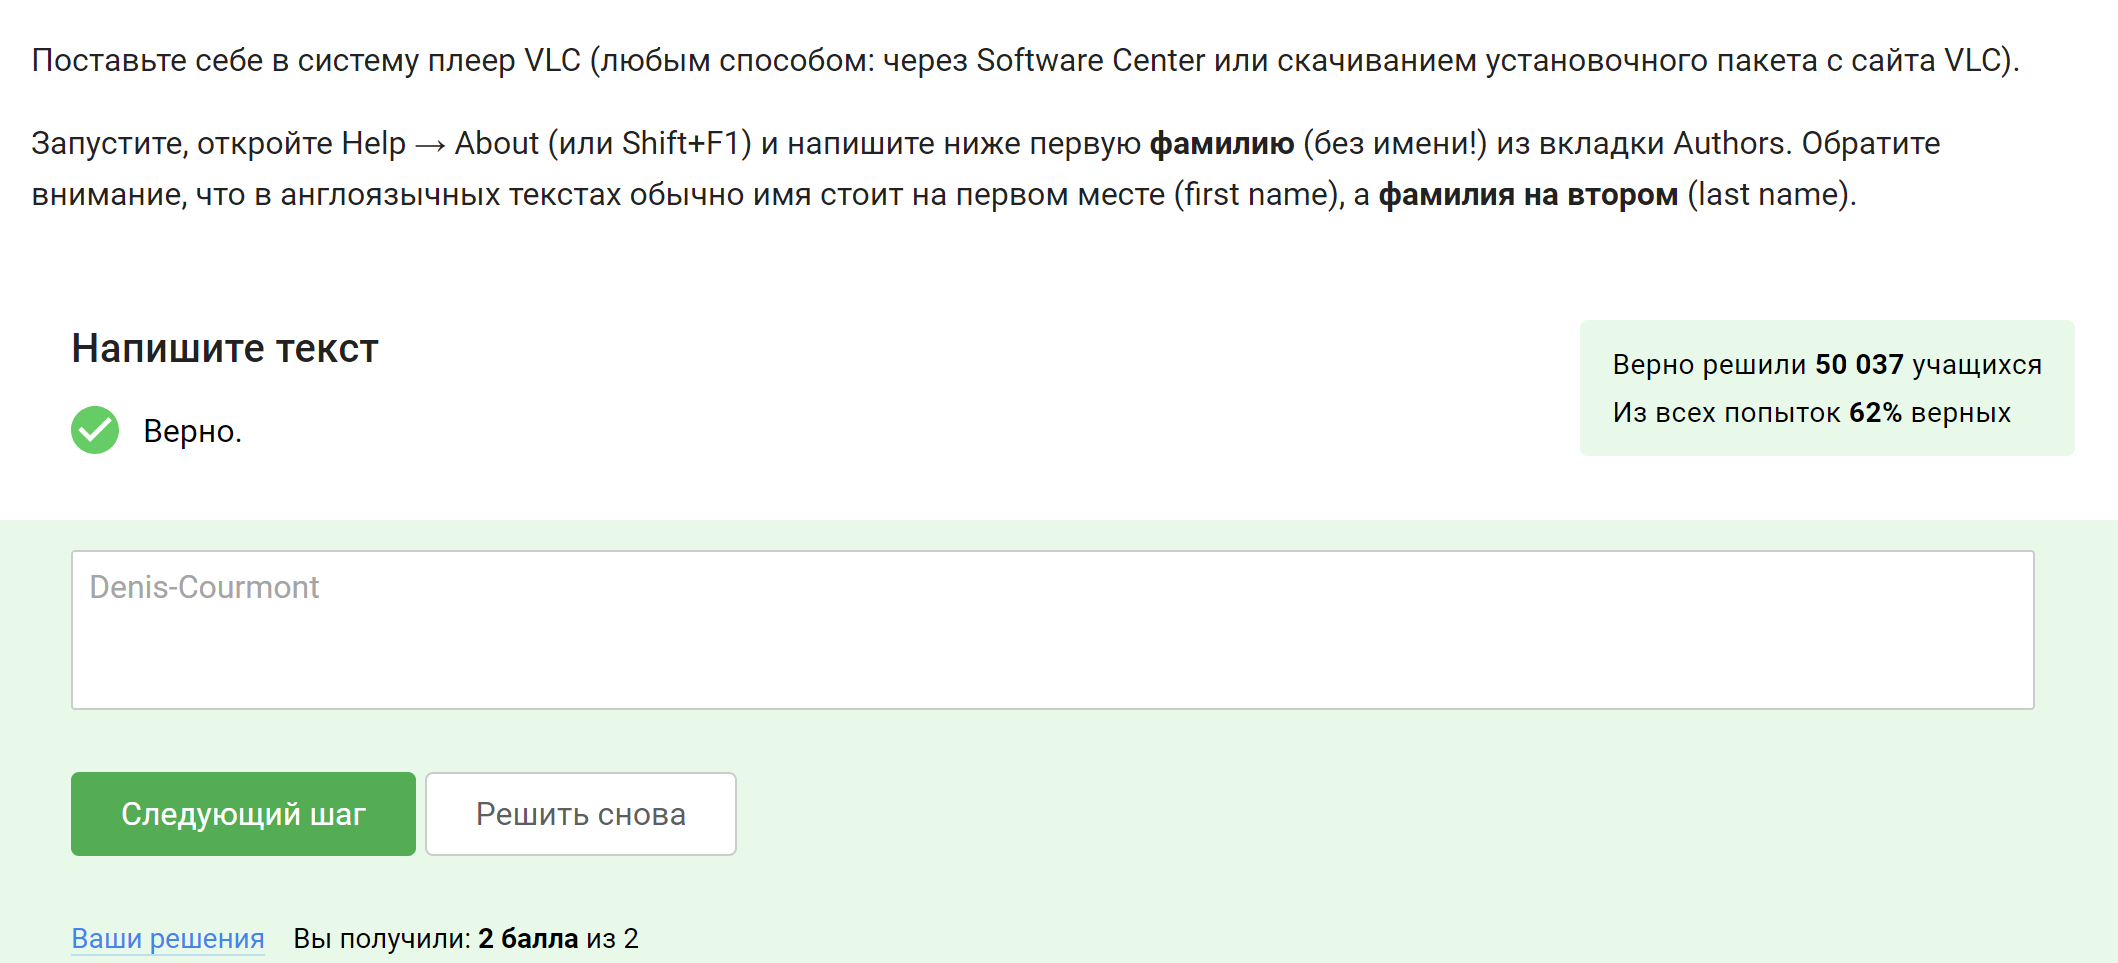 Поставьте себе в систему плеер VLC (любым способом: через Software Center или скачиванием установочного пакета с сайта VLC).
Запустите, откройте Help → About (или Shift+F1) и напишите ниже первую фамилию (без имени!) из вкладки Authors. Обратите
внимание, что в англоязычных текстах обычно имя стоит на первом месте (first name), а фамилия на втором (last name).
Напишите текст
Верно.
Верно решили 50 037 учащихся
Из всех попыток 62% верных
Denis-Courmont
Следующий шаг
Решить снова
Ваши решения Вы получили: 2 балла из 2